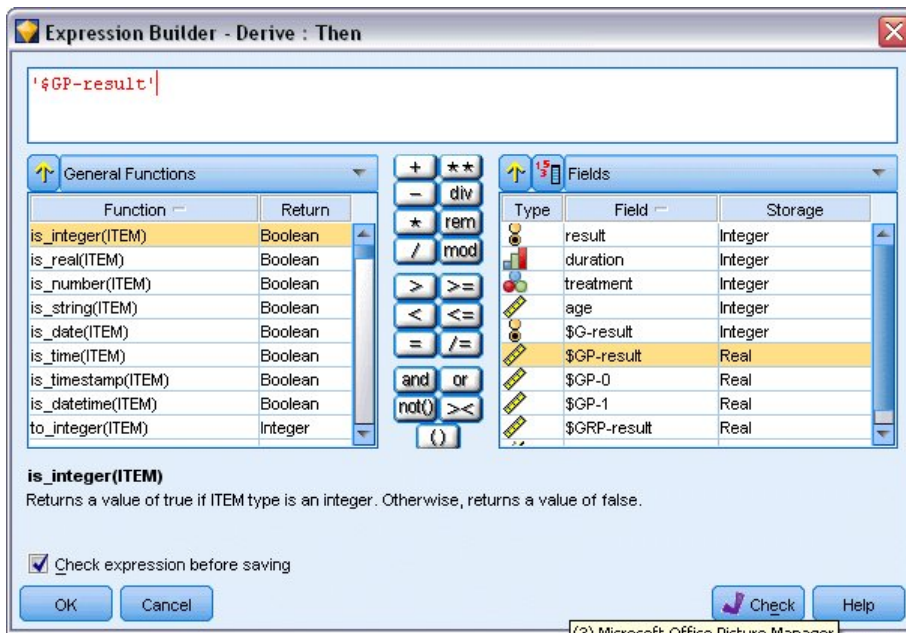 Expression Builder - Derive : Then
'$GP-result'
General Functions
Function Return
is_integer(ITEM) Boolean
is_real(ITEM) Boolean
is_number(ITEM) Boolean
is_string(ITEM) Boolean
is_date(ITEM) Boolean
is_time(ITEM) Boolean
is_timestamp(ITEM) Boolean
is_datetime(ITEM) Boolean
to_integer(ITEM) Integer
+ **
- div
* rem
/ mod
> >=
< <=
= /=
and or
not() ><
()
Fields
Type Field Storage
result Integer
duration Integer
treatment Integer
age Integer
$G-result Integer
$GP-result Real
$GP-0 Real
$GP-1 Real
$GRP-result Real
is_integer(ITEM)
Returns a value of true if ITEM type is an integer. Otherwise, returns a value of false.
Check expression before saving
OK Cancel Check Help
(3) Microsoft Office Picture Manager